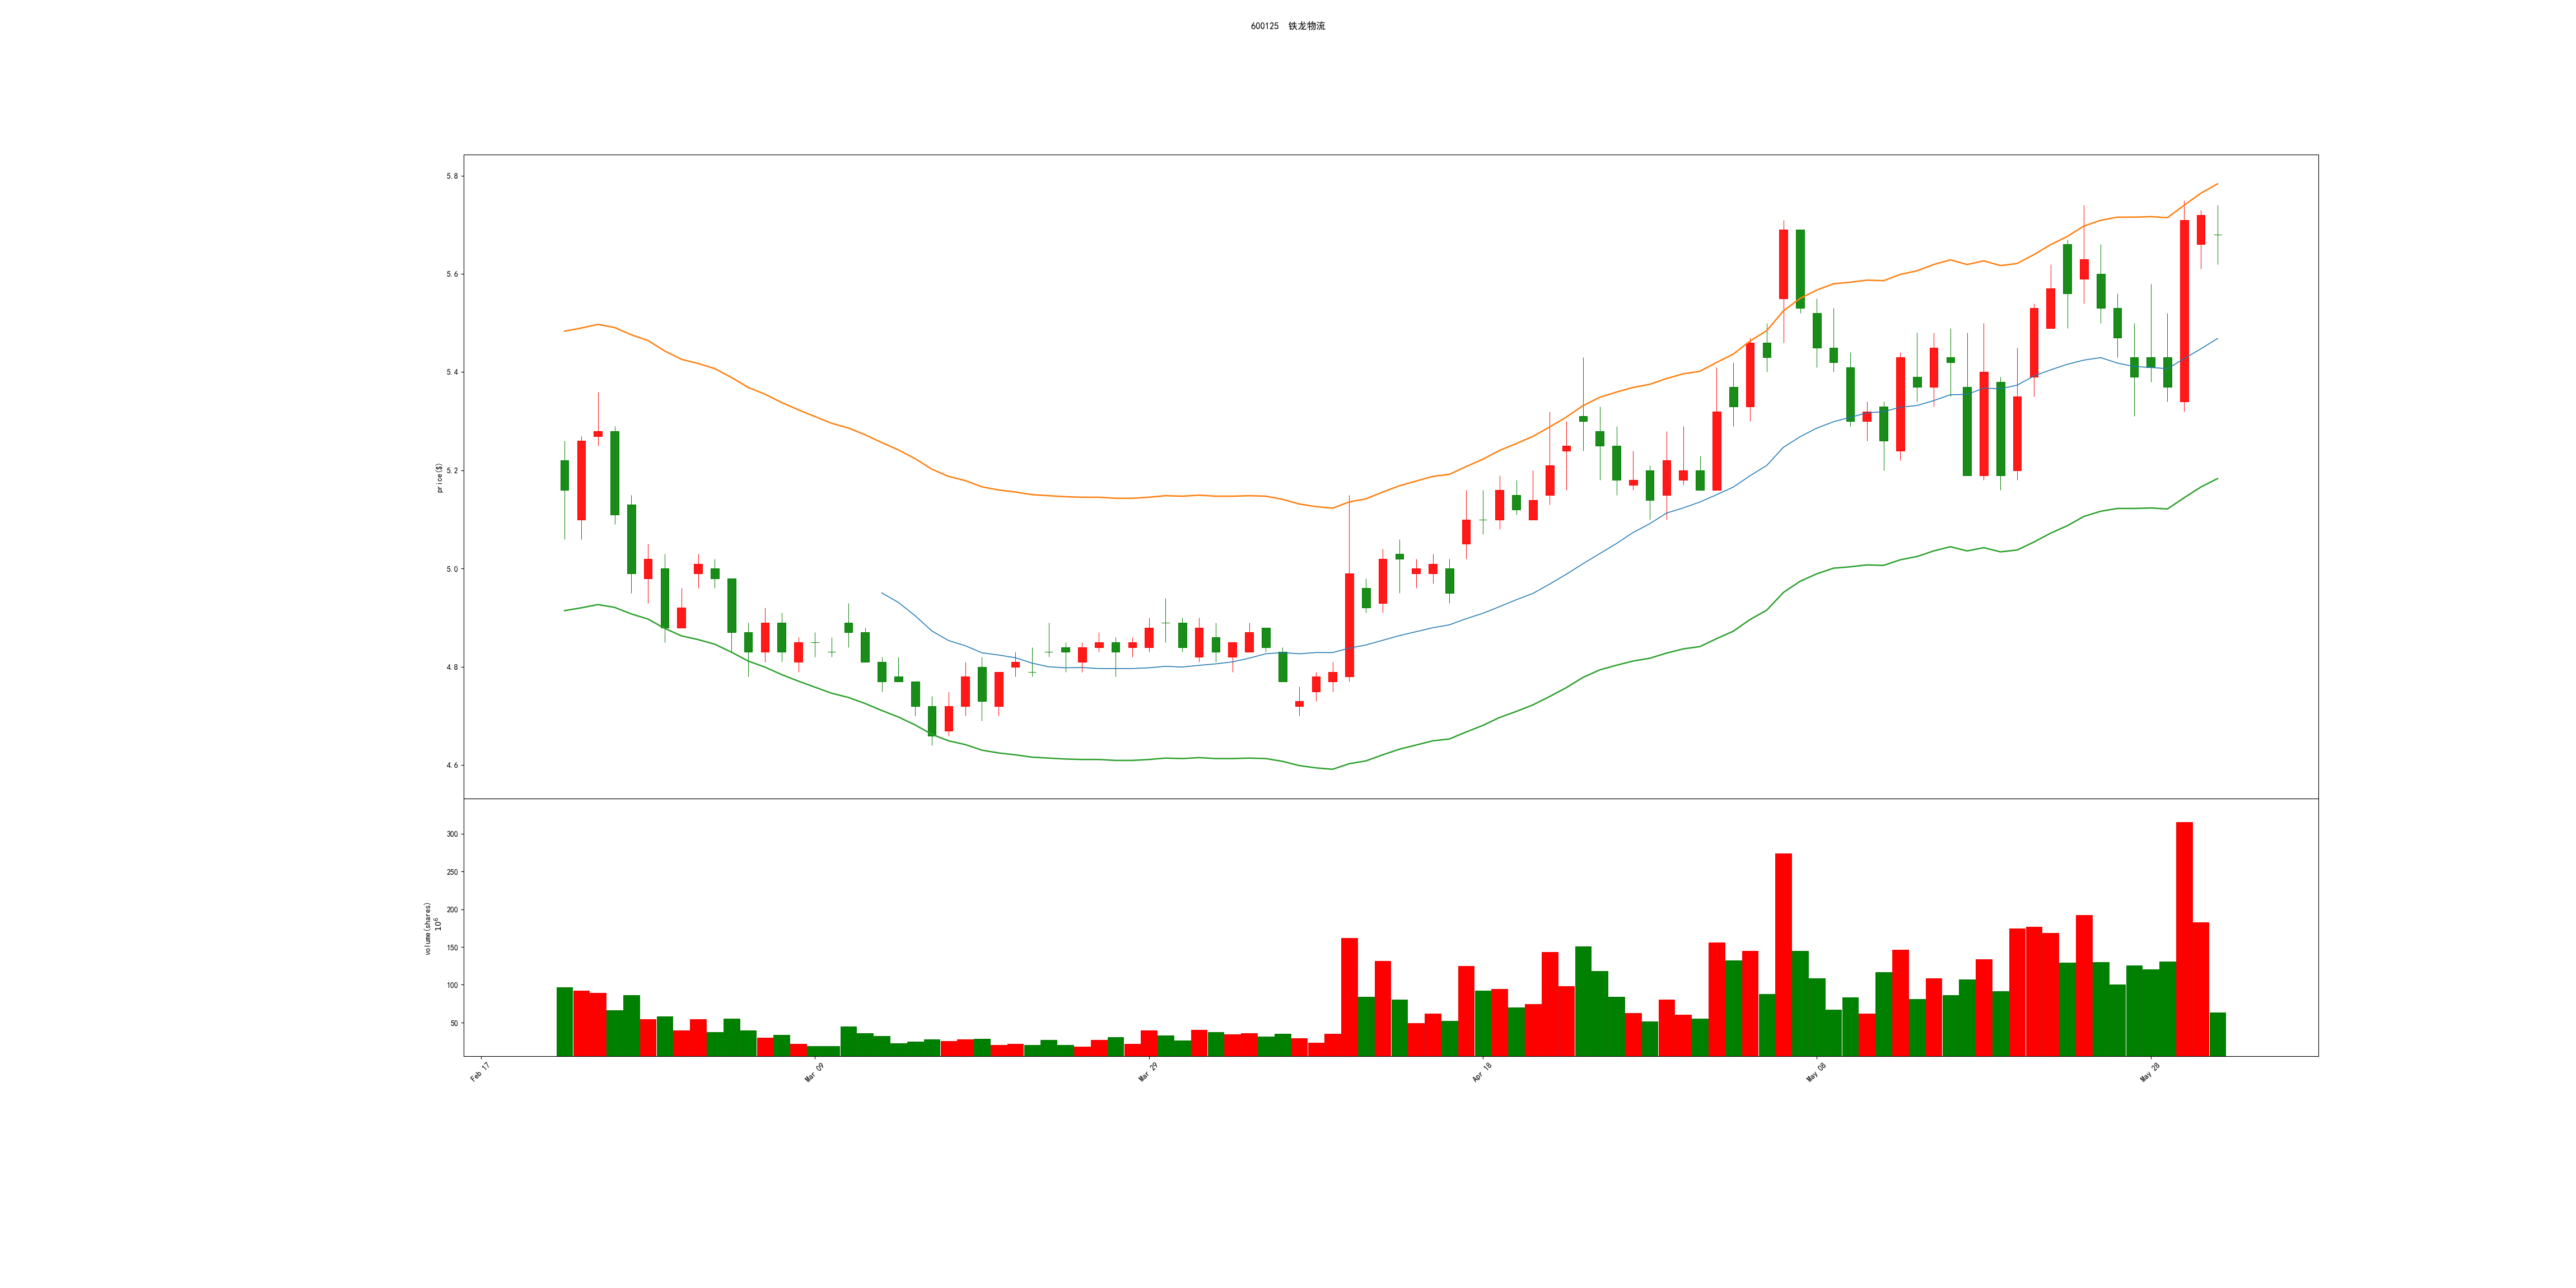 600125 铁龙物流
5.8
5.6
5.4
5.2
5.0
4.8
4.6
price($)
300
250
200
150
100
50
volume(shares)
10^6
Feb 17
Mar 09
Mar 29
Apr 18
May 08
May 28